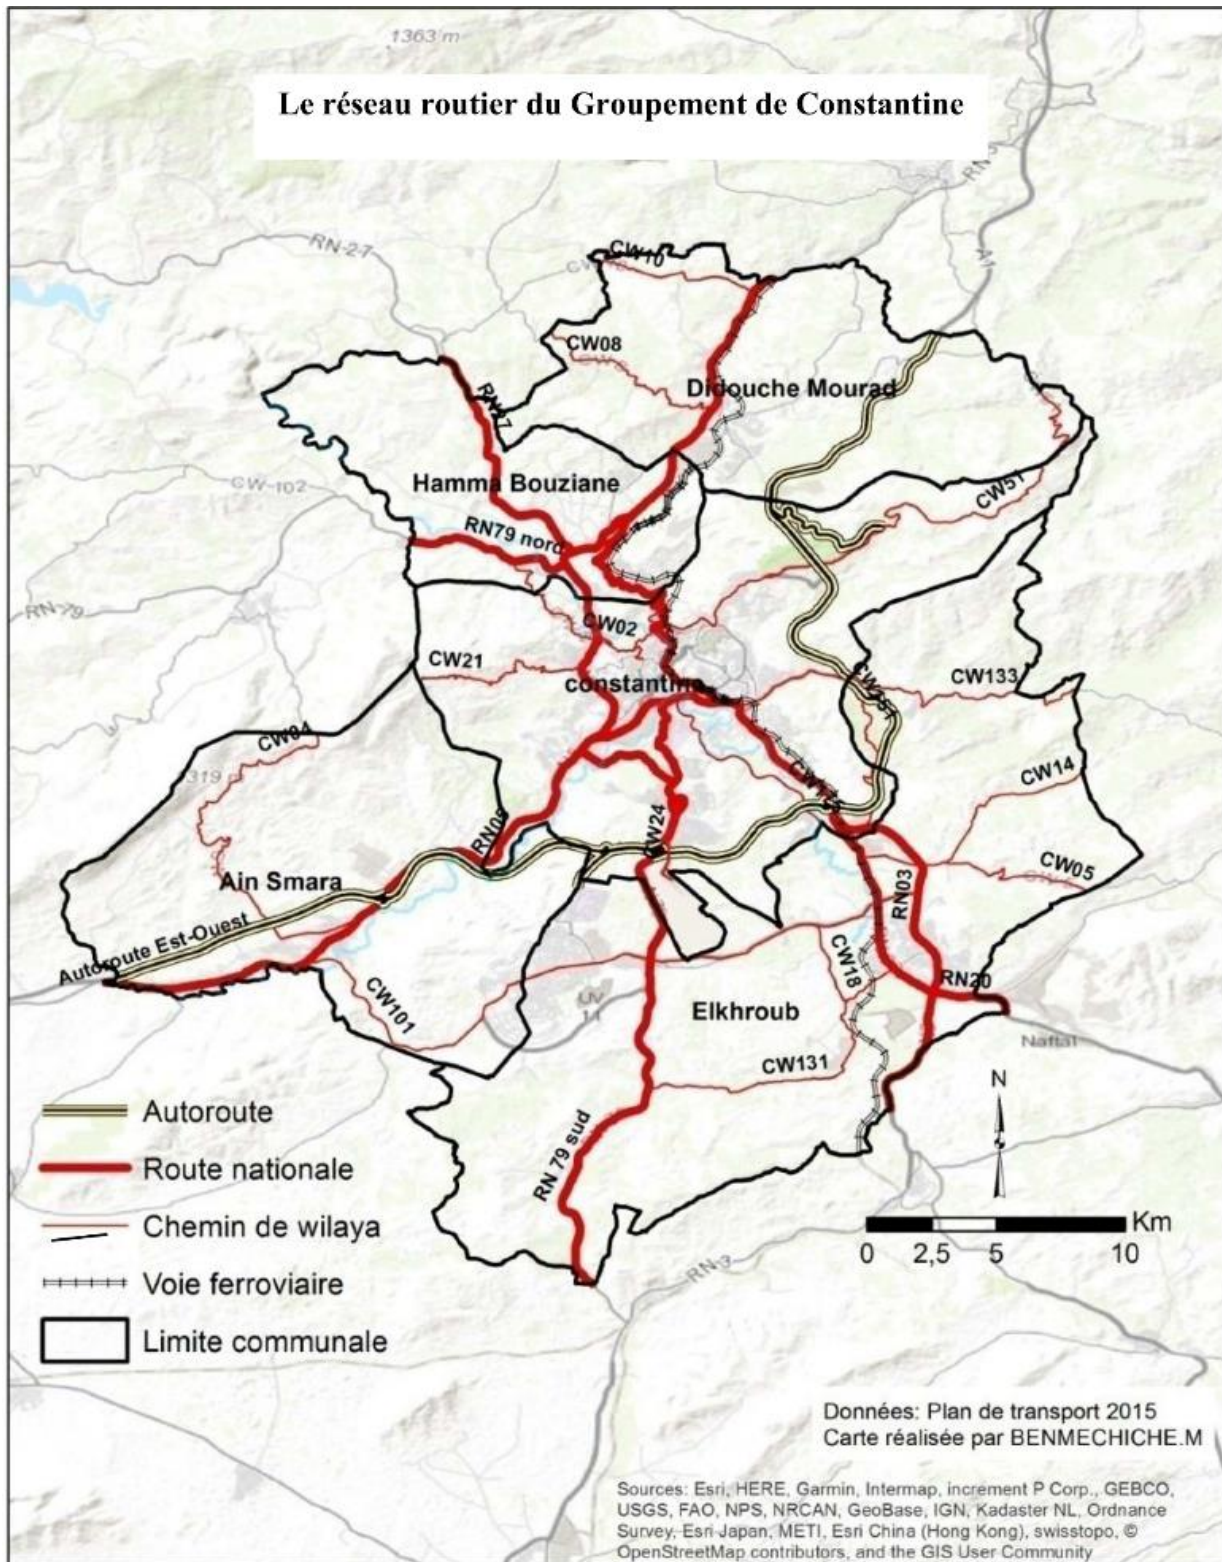 1363 m
Le réseau routier du Groupement de Constantine
RN-2-7
A1
CW10
CW08
Didouche Mourad
RN27
Hamma Bouziane
CW-102
RN79 nord
CW51
RN-79
CW02
CW21
constantine
CW133
CW04
CW14
RN05
CW24
CW05
Ain Smara
RN03
Autoroute Est-Ouest
CW18
RN20
CW101
UV
Elkhroub
CW131
Naftal
N
RN 79 sud
RN-3
Autoroute
Route nationale
Chemin de wilaya
Voie ferroviaire
Limite communale
Km
0 2,5 5 10
Données: Plan de transport 2015
Carte réalisée par BENMECHICHE.M
Sources: Esri, HERE, Garmin, Intermap, increment P Corp., GEBCO,
USGS, FAO, NPS, NRCAN, GeoBase, IGN, Kadaster NL, Ordnance
Survey, Esri Japan, METI, Esri China (Hong Kong), swisstopo, ©
OpenStreetMap contributors, and the GIS User Community